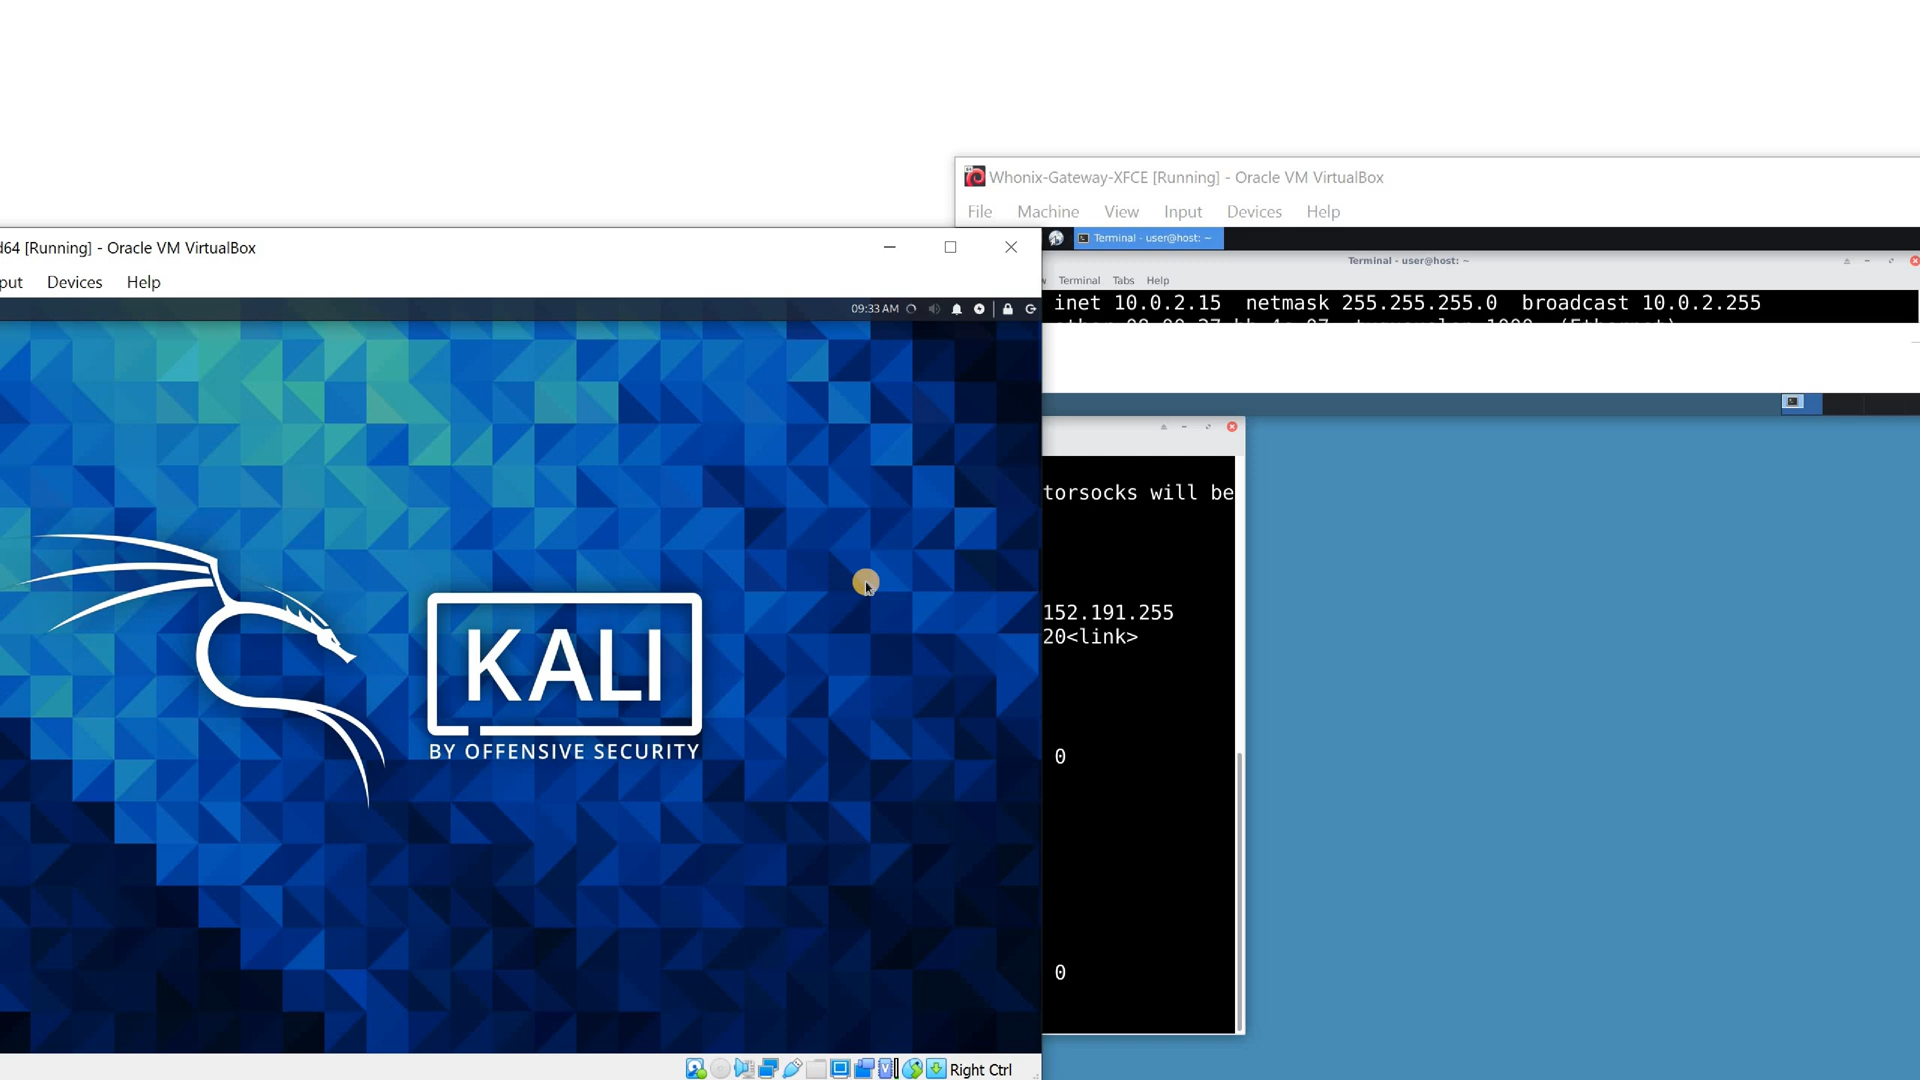 Whonix-Gateway-XFCE [Running] - Oracle VM VirtualBox
File Machine View Input Devices Help
Terminal - user@host: ~
Terminal - user@host: ~
Terminal Tabs Help
inet 10.0.2.15 netmask 255.255.255.0 broadcast 10.0.2.255
d64 [Running] - Oracle VM VirtualBox
put Devices Help
09:33 AM
torsocks will be
152.191.255
20<link>
0
0
KALI
BY OFFENSIVE SECURITY
Right Ctrl